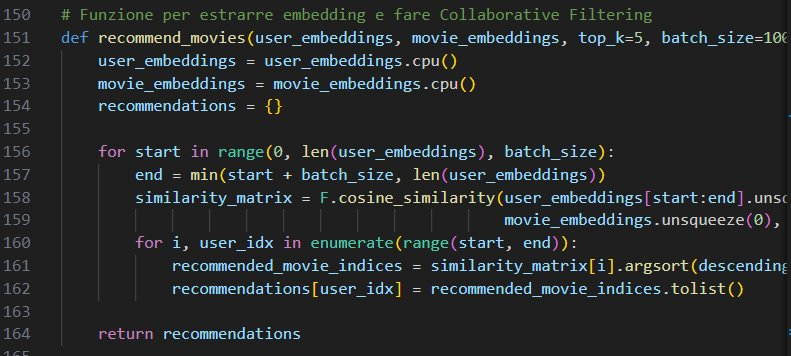 150 # Funzione per estrarre embedding e fare Collaborative Filtering
151 def recommend_movies(user_embeddings, movie_embeddings, top_k=5, batch_size=100
152     user_embeddings = user_embeddings.cpu()
153     movie_embeddings = movie_embeddings.cpu()
154     recommendations = {}
155
156     for start in range(0, len(user_embeddings), batch_size):
157         end = min(start + batch_size, len(user_embeddings))
158         similarity_matrix = F.cosine_similarity(user_embeddings[start:end].unsq
159                                                 movie_embeddings.unsqueeze(0),
160         for i, user_idx in enumerate(range(start, end)):
161             recommended_movie_indices = similarity_matrix[i].argsort(descending
162             recommendations[user_idx] = recommended_movie_indices.tolist()
163
164     return recommendations